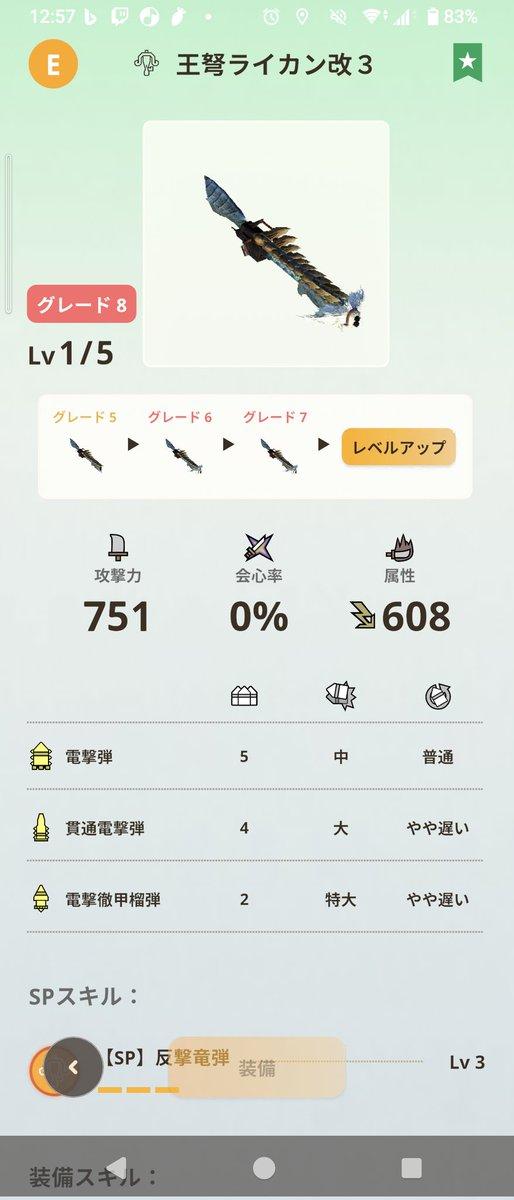 12:57 83%
E 王弩ライカン改３
グレード 8
Lv 1/5
グレード 5 グレード 6 グレード 7
レベルアップ
攻撃力 会心率 属性
751 0% 608
電撃弾 5 中 普通
貫通電撃弾 4 大 やや遅い
電撃徹甲榴弾 2 特大 やや遅い
SPスキル：
【SP】反撃竜弾 Lv 3
装備
装備スキル：